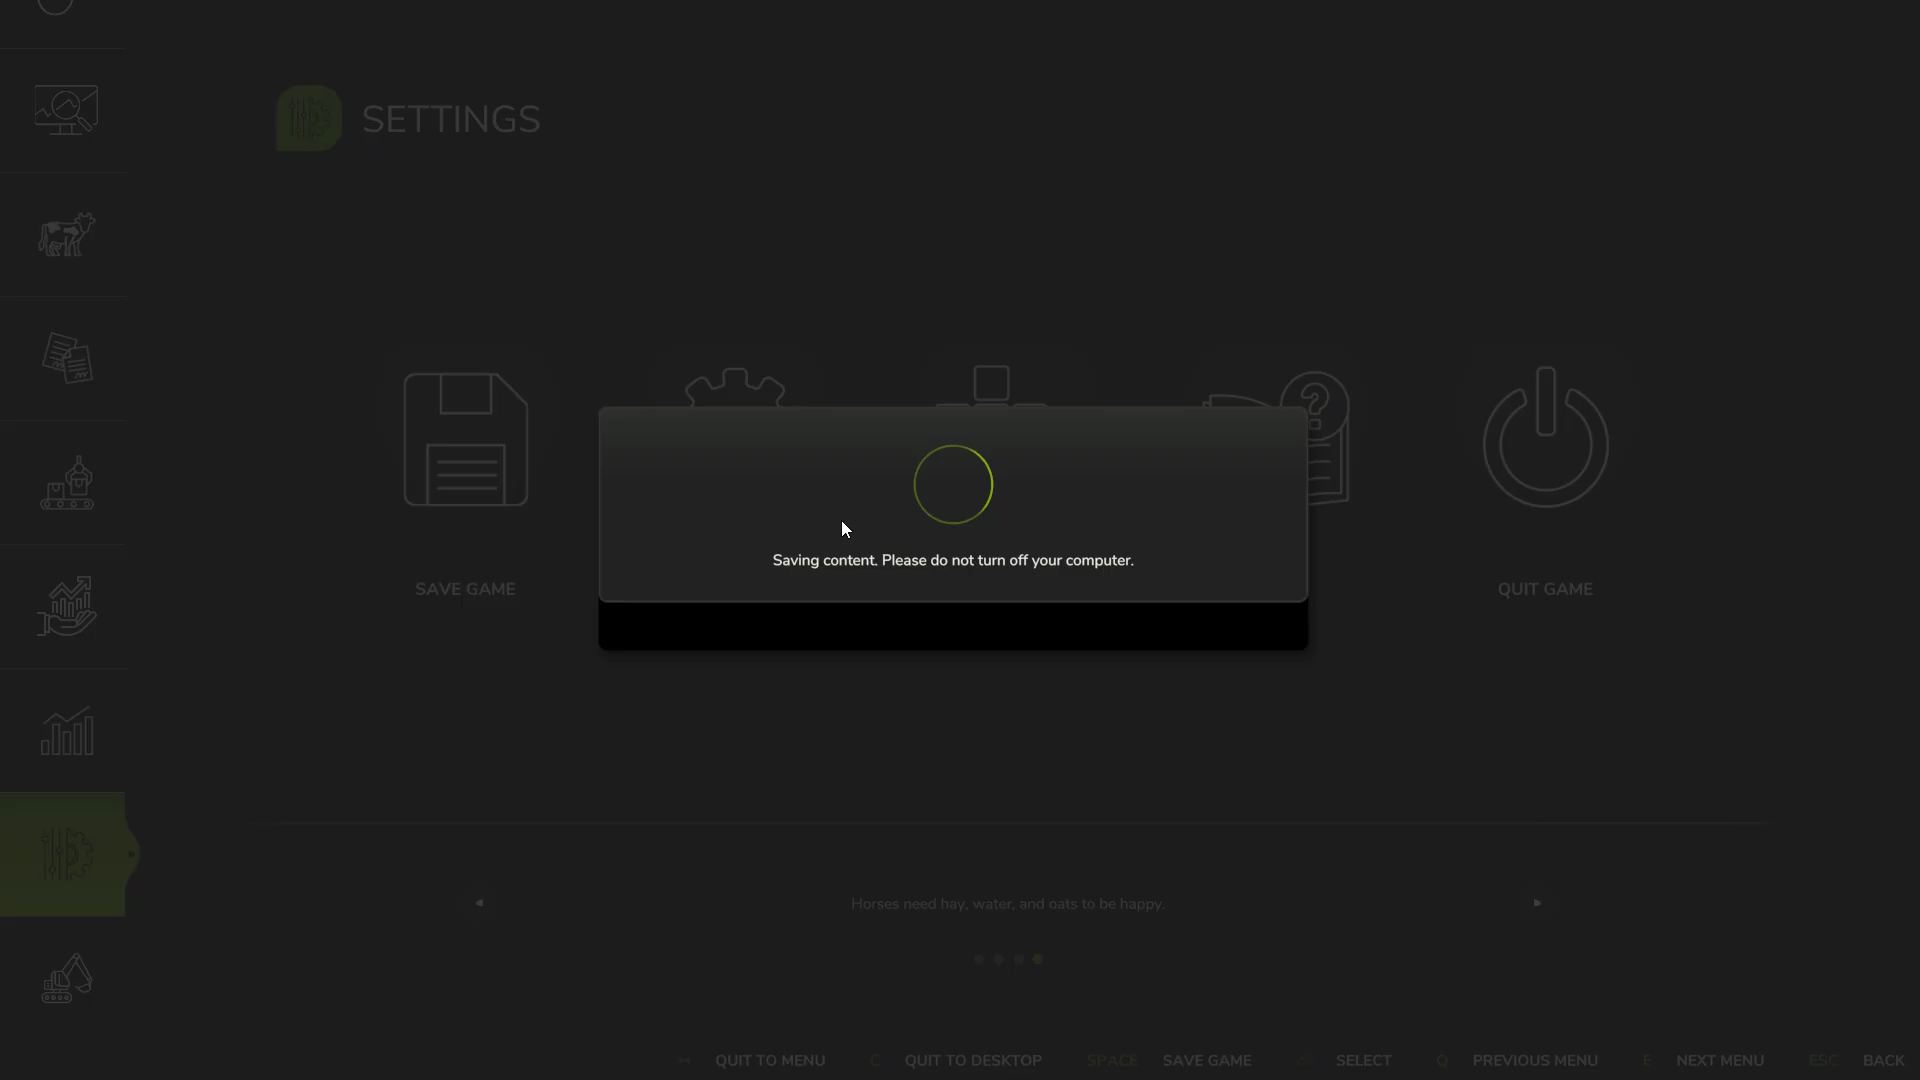 SETTINGS
?
Saving content. Please do not turn off your computer.
SAVE GAME
QUIT GAME
Horses need hay, water, and oats to be happy.
QUIT TO MENU C QUIT TO DESKTOP SPACE SAVE GAME SELECT Q PREVIOUS MENU E NEXT MENU ESC BACK